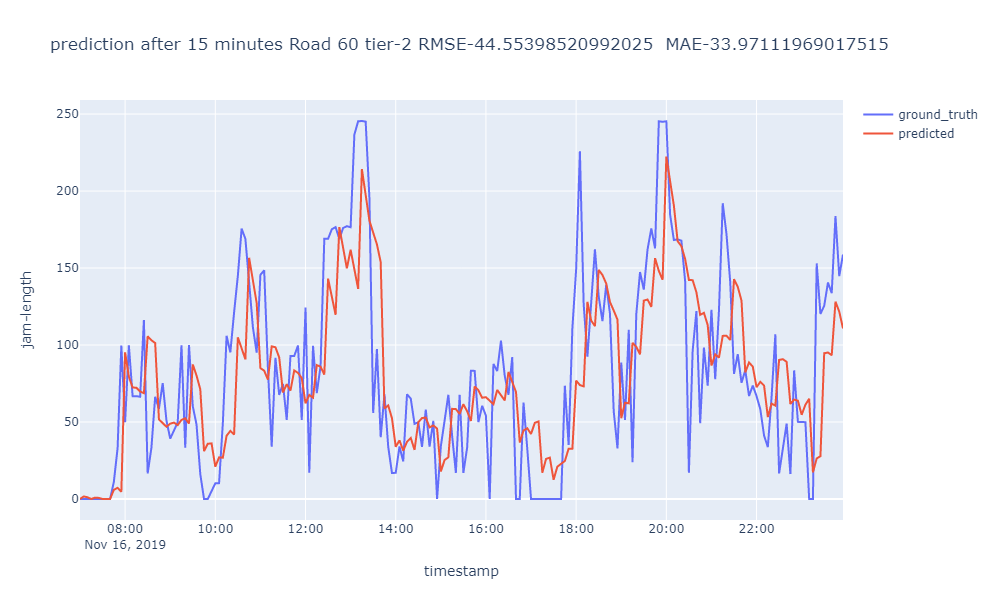 prediction after 15 minutes Road 60 tier-2 RMSE-44.55398520992025  MAE-33.97111969017515
ground_truth
predicted
250
200
150
100
50
0
jam-length
08:00 10:00 12:00 14:00 16:00 18:00 20:00 22:00
Nov 16, 2019
timestamp